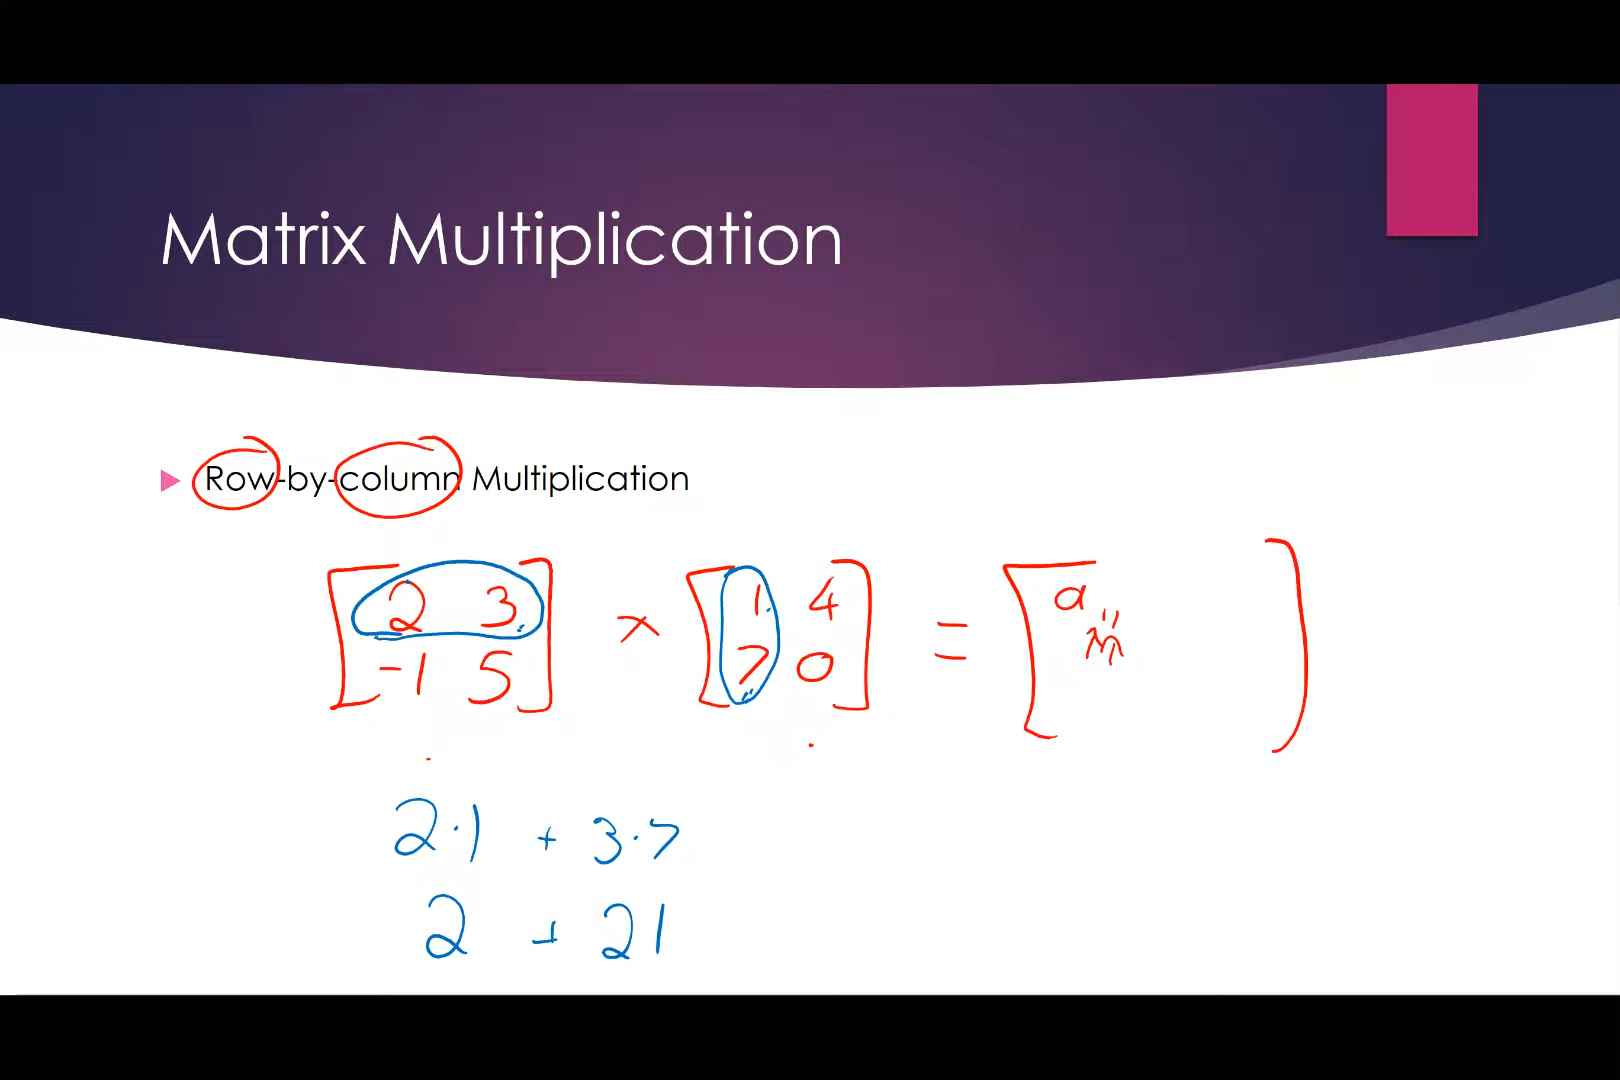 Matrix Multiplication
Row-by-column Multiplication
[2 3] × [1 4] = [a₁₁ ]
[-1 5] [7 0]
2·1 + 3·7
2 + 21